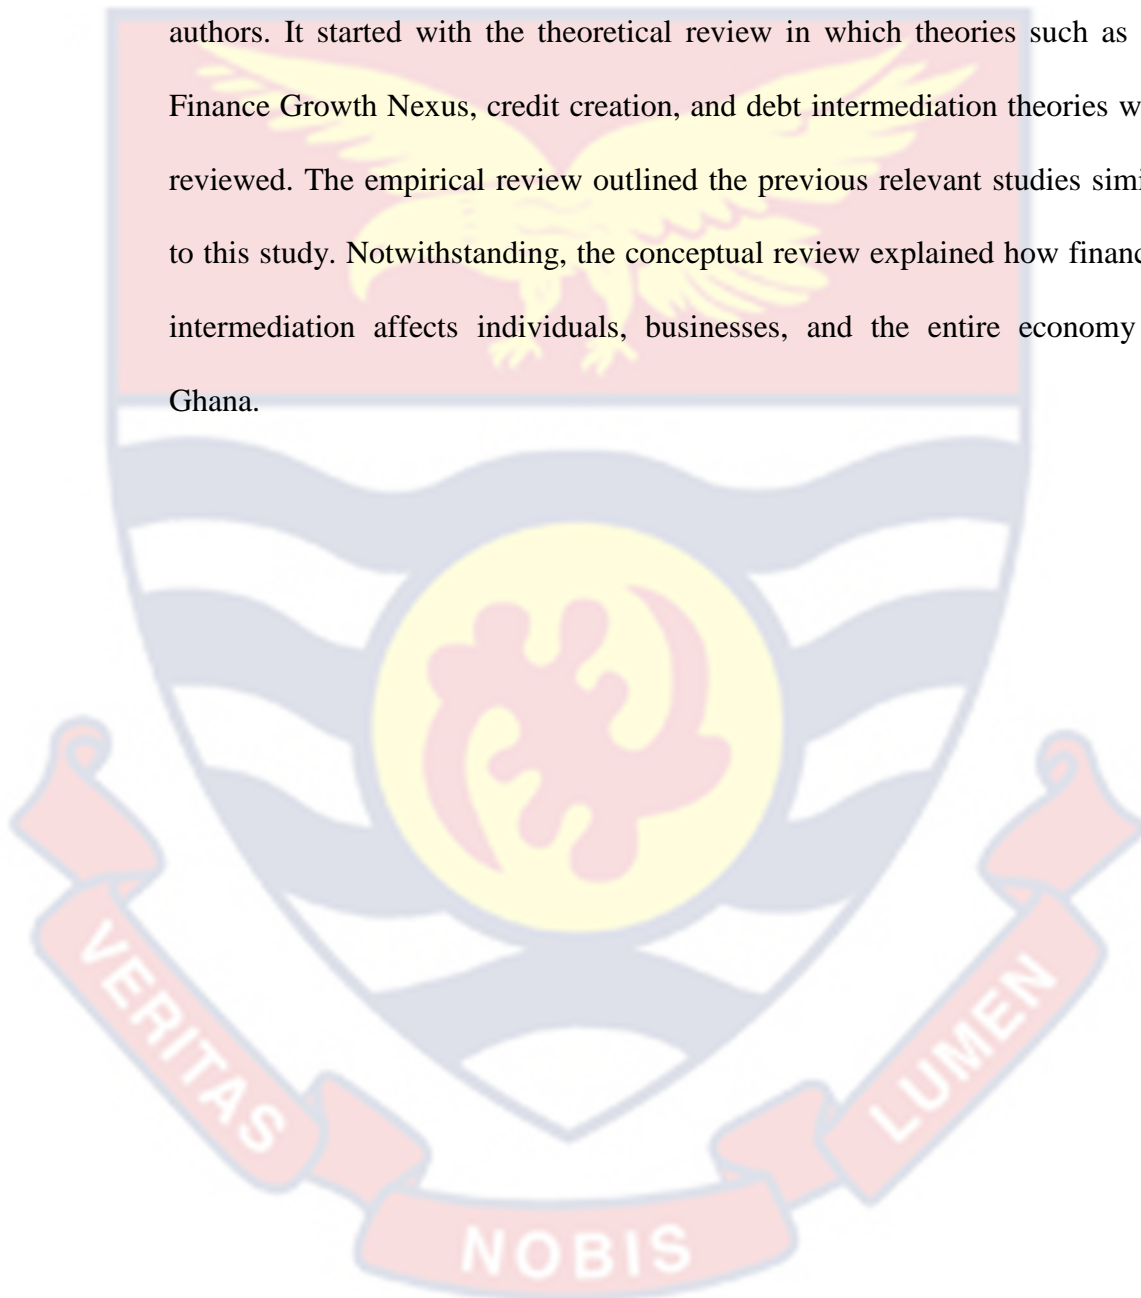 authors. It started with the theoretical review in which theories such as
Finance Growth Nexus, credit creation, and debt intermediation theories w
reviewed. The empirical review outlined the previous relevant studies simi
to this study. Notwithstanding, the conceptual review explained how financ
intermediation affects individuals, businesses, and the entire economy
Ghana.
VERITAS
NOBIS
LUMEN